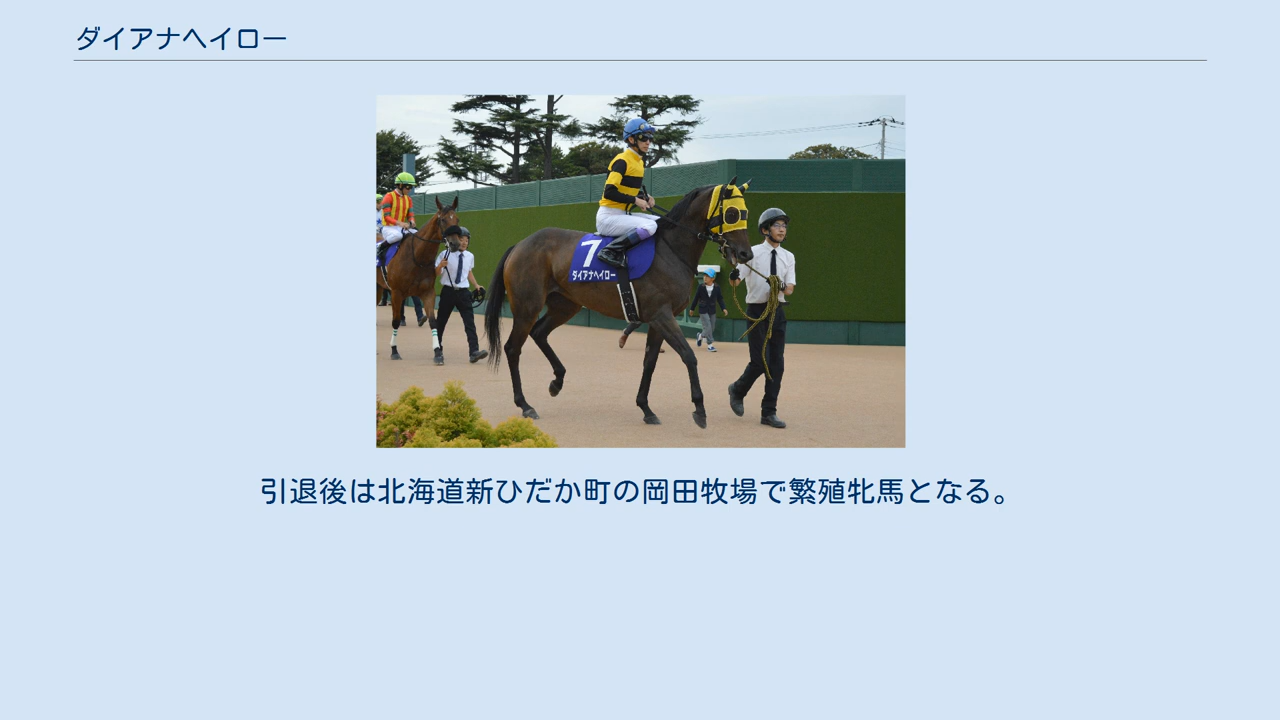 ダイアナヘイロー
7
ダイアナヘイロー
引退後は北海道新ひだか町の岡田牧場で繁殖牝馬となる。